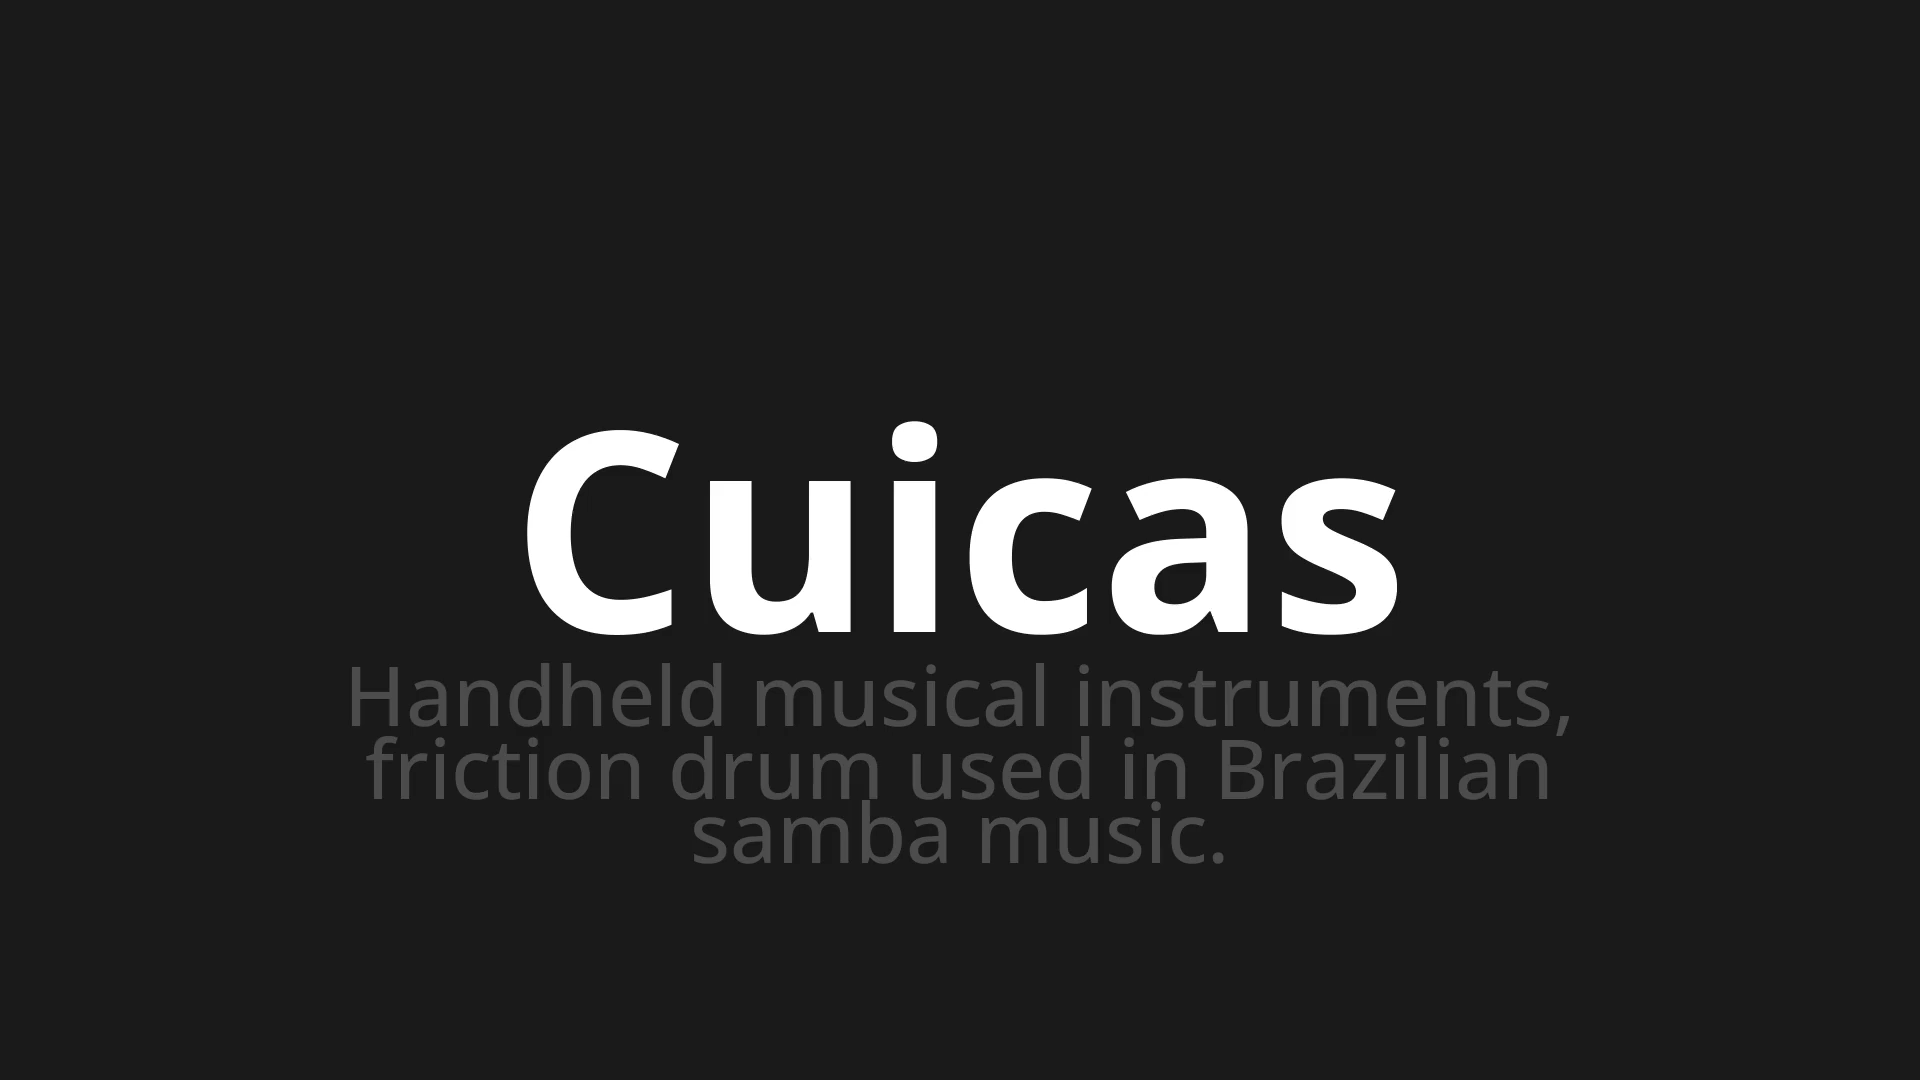 Cuicas
Handheld musical instruments,
friction drum used in Brazilian
samba music.